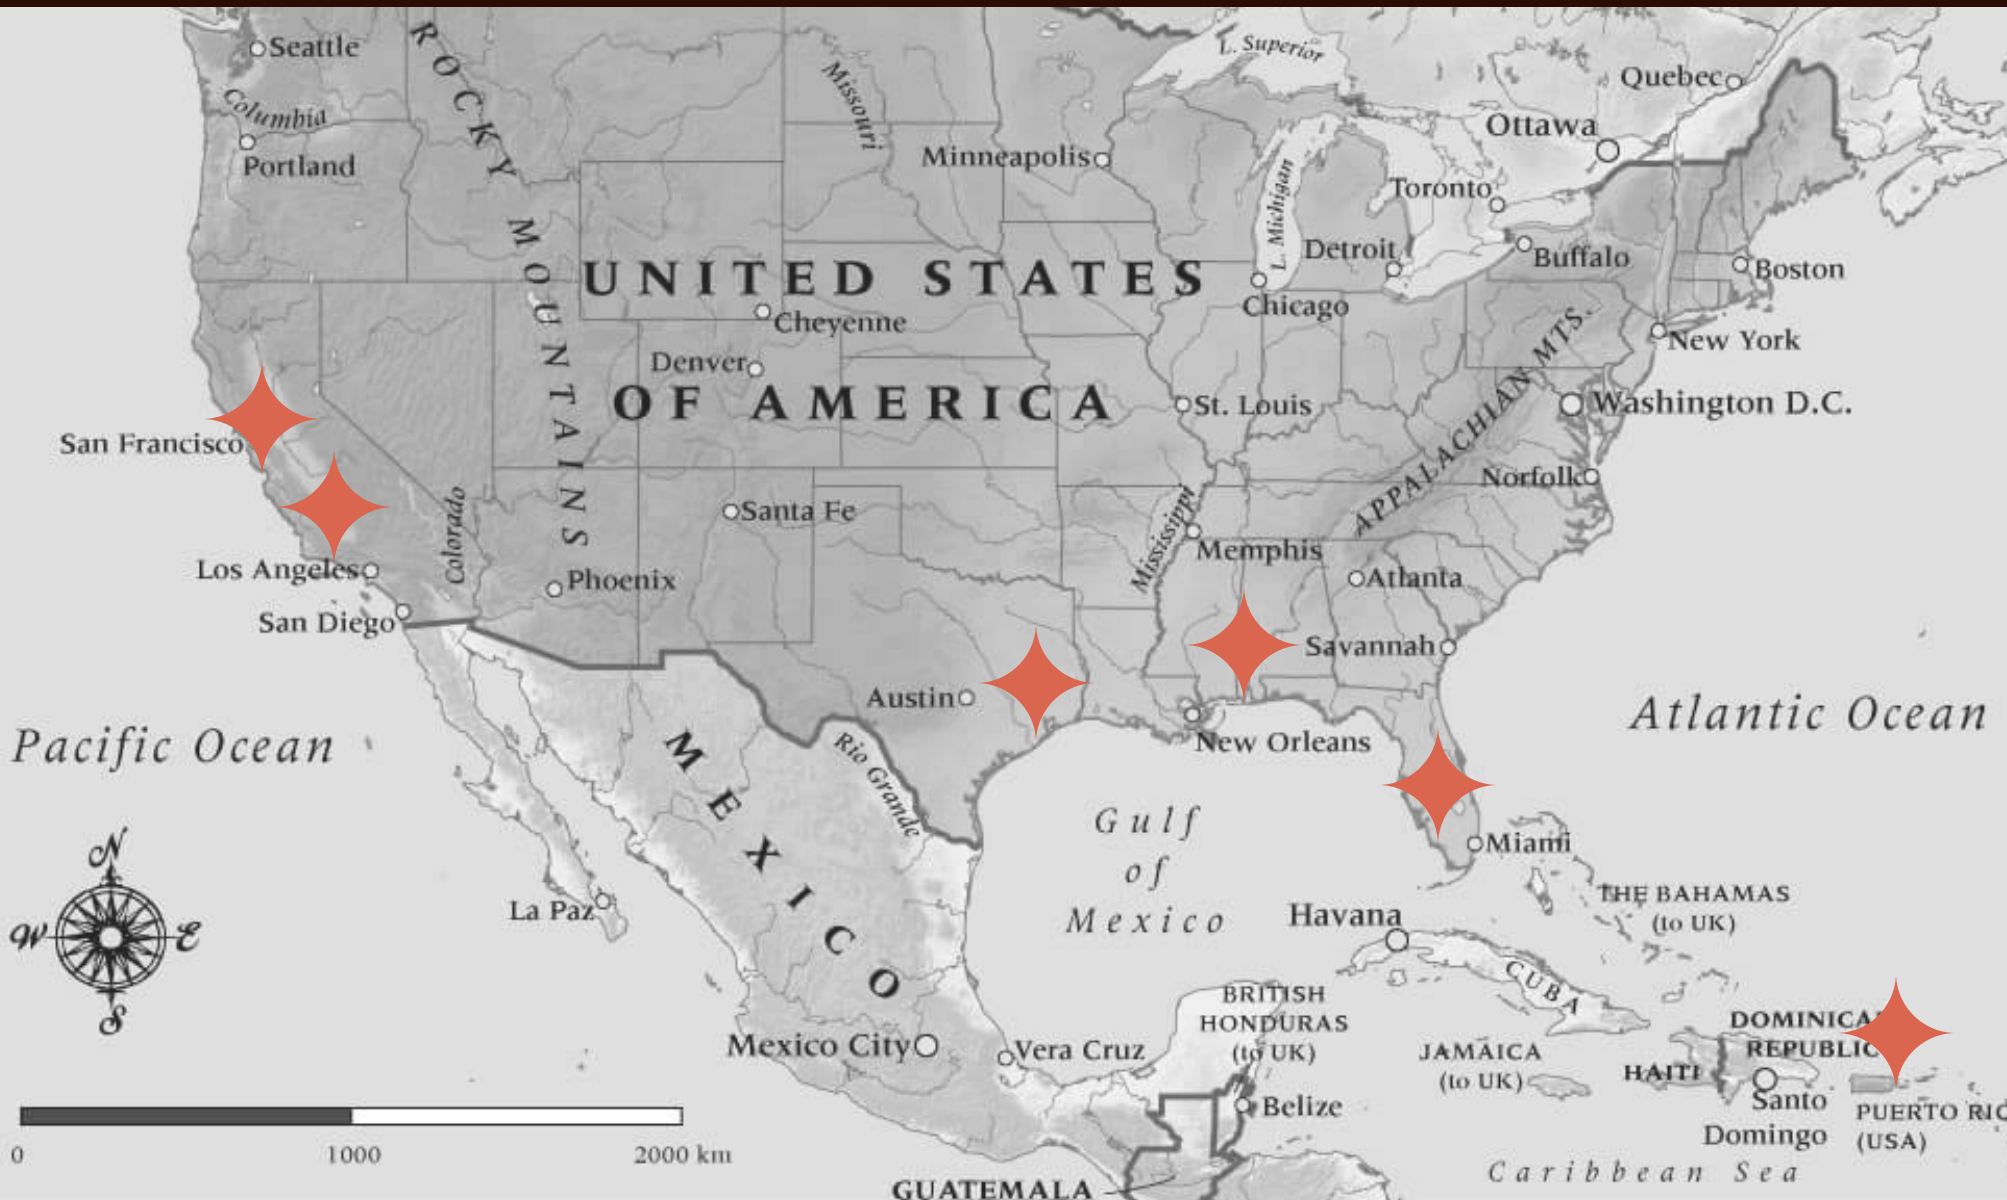 Seattle
L. Superior
ROCKY MOUNTAINS
Missouri
Quebec
Columbia
Ottawa
Portland
Minneapolis
L. Michigan
Toronto
Detroit
Buffalo
Boston
UNITED STATES
Chicago
Cheyenne
APPALACHIAN MTS.
New York
Denver
OF AMERICA
St. Louis
Washington D.C.
San Francisco
Norfolk
Colorado
Santa Fe
Mississippi
Memphis
Los Angeles
Phoenix
Atlanta
San Diego
Savannah
Austin
Atlantic Ocean
Pacific Ocean
Rio Grande
New Orleans
MEXICO
Gulf
of
Mexico
Miami
N
W
E
S
La Paz
THE BAHAMAS
(to UK)
Havana
CUBA
BRITISH
HONDURAS
(to UK)
DOMINICA
REPUBLIC
Mexico City
Vera Cruz
JAMAICA
(to UK)
HAITI
Belize
Santo
Domingo
PUERTO RIC
(USA)
0
1000
2000 km
Caribbean Sea
GUATEMALA